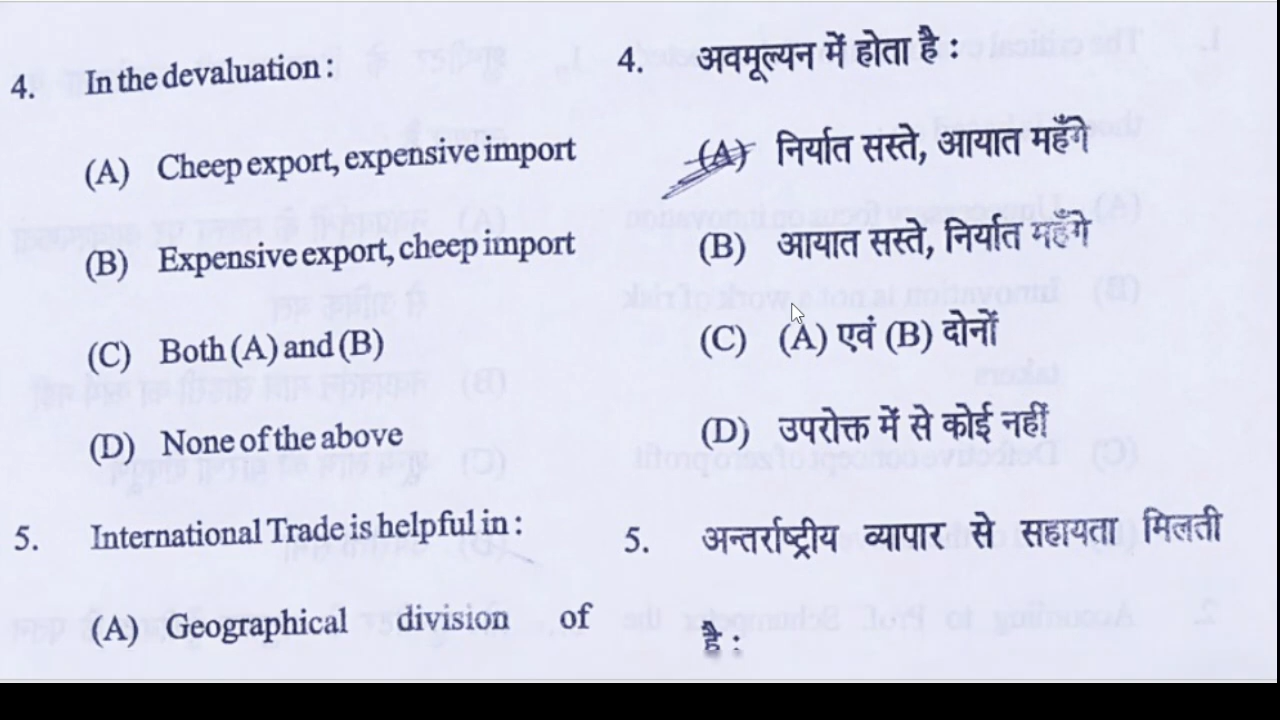 4. In the devaluation :
(A) Cheep export, expensive import
(B) Expensive export, cheep import
(C) Both (A) and (B)
(D) None of the above
5. International Trade is helpful in :
(A) Geographical division of
4. अवमूल्यन में होता है :
(A) निर्यात सस्ते, आयात महँगे
(B) आयात सस्ते, निर्यात महँगे
(C) (A) एवं (B) दोनों
(D) उपरोक्त में से कोई नहीं
5. अन्तर्राष्ट्रीय व्यापार से सहायता मिलती
है :